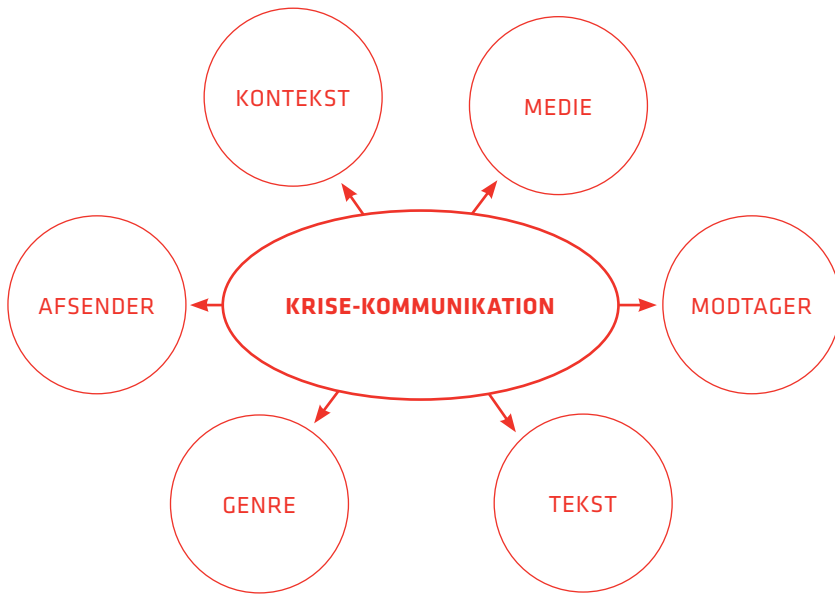 KONTEKST
MEDIE
AFSENDER
KRISE-KOMMUNIKATION
MODTAGER
GENRE
TEKST